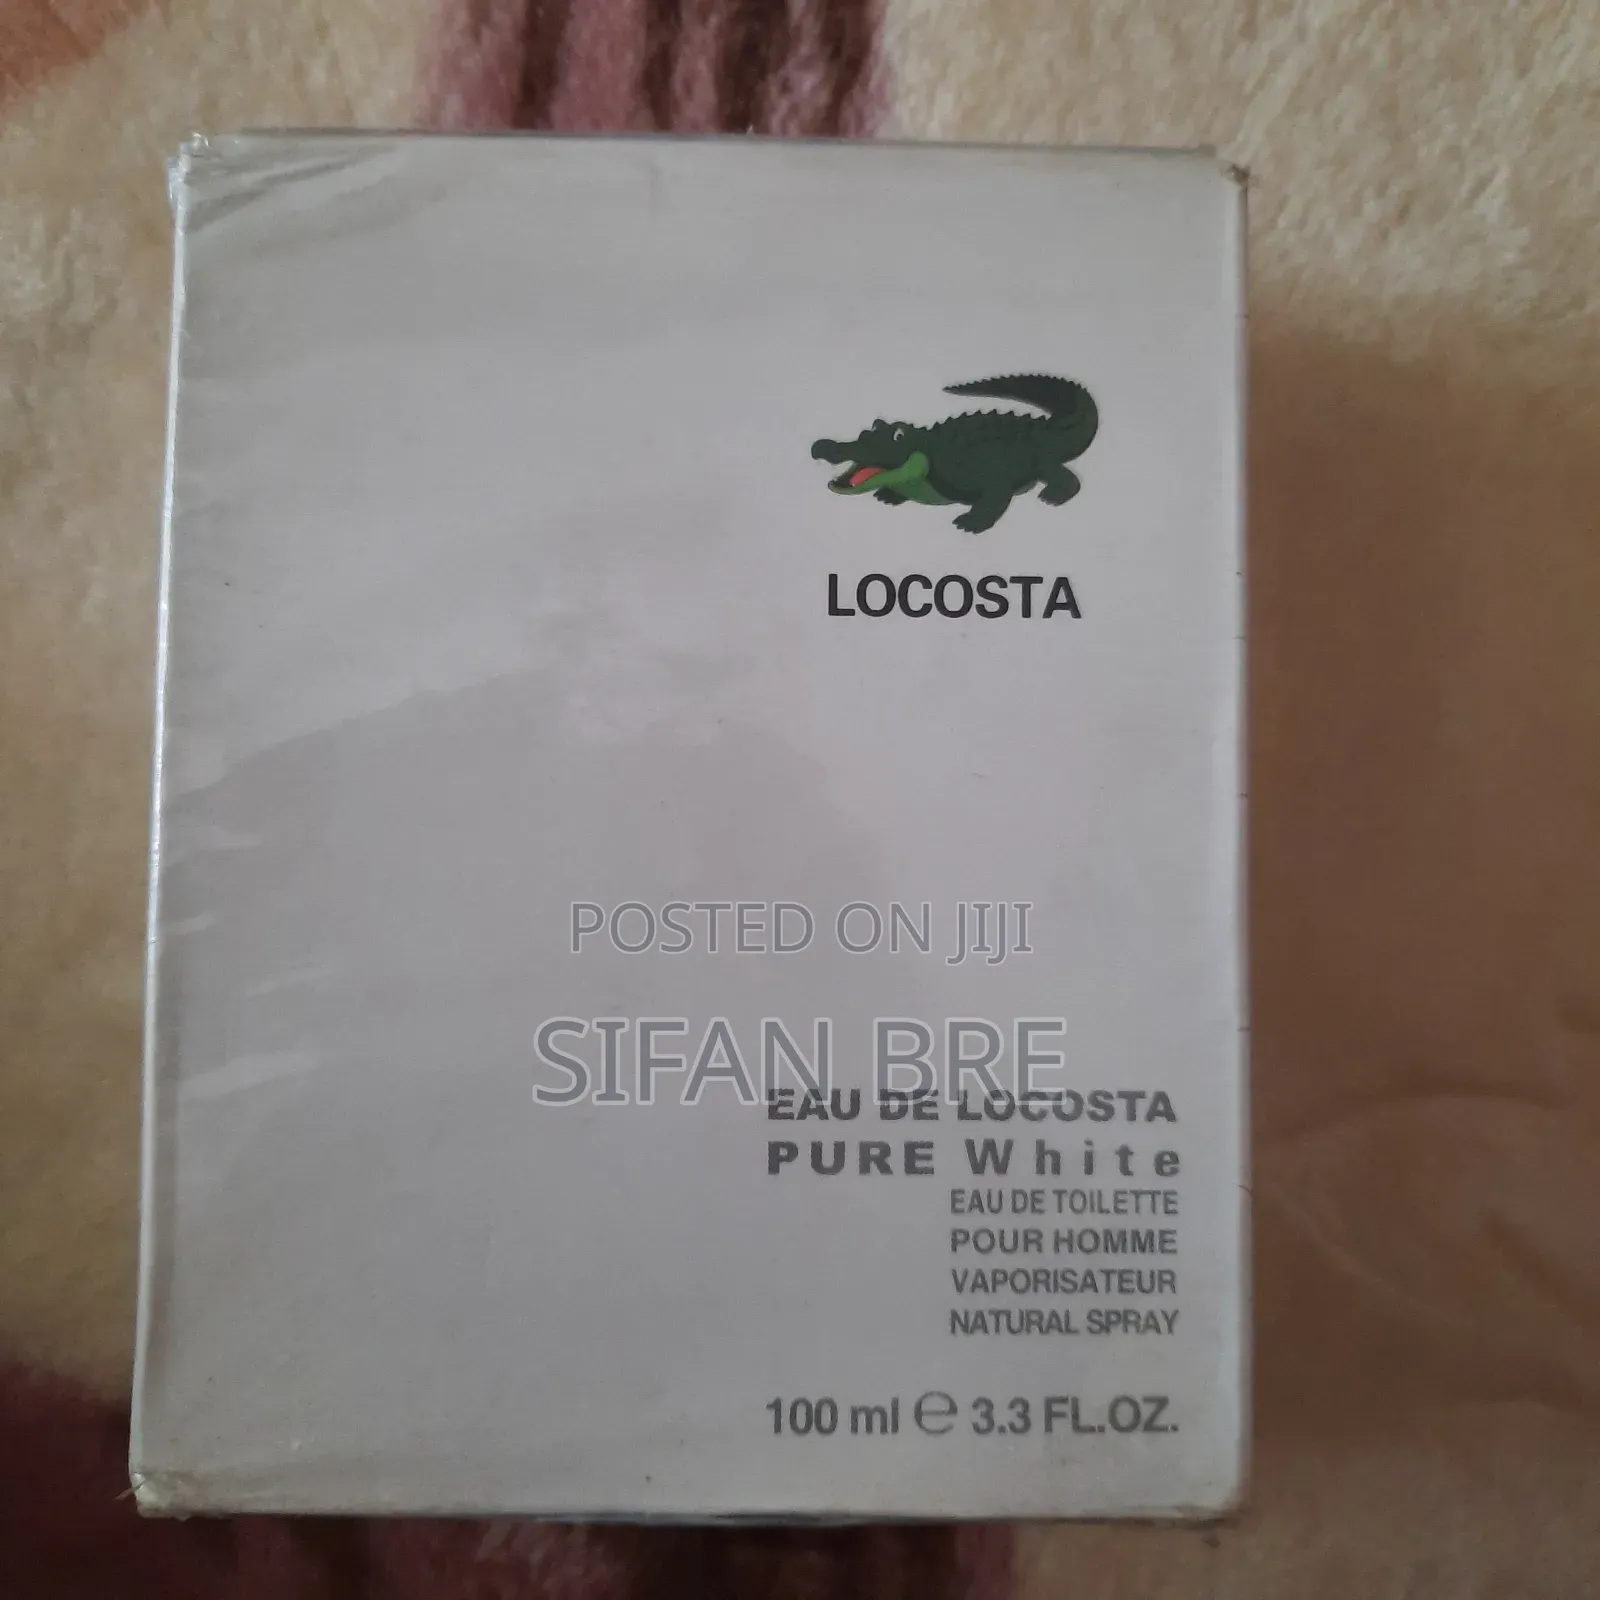 LOCOSTA
POSTED ON JIJI
SIFAN BRE
EAU DE LOCOSTA
PURE White
EAU DE TOILETTE
POUR HOMME
VAPORISATEUR
NATURAL SPRAY
100 ml ℮ 3.3 FL.OZ.